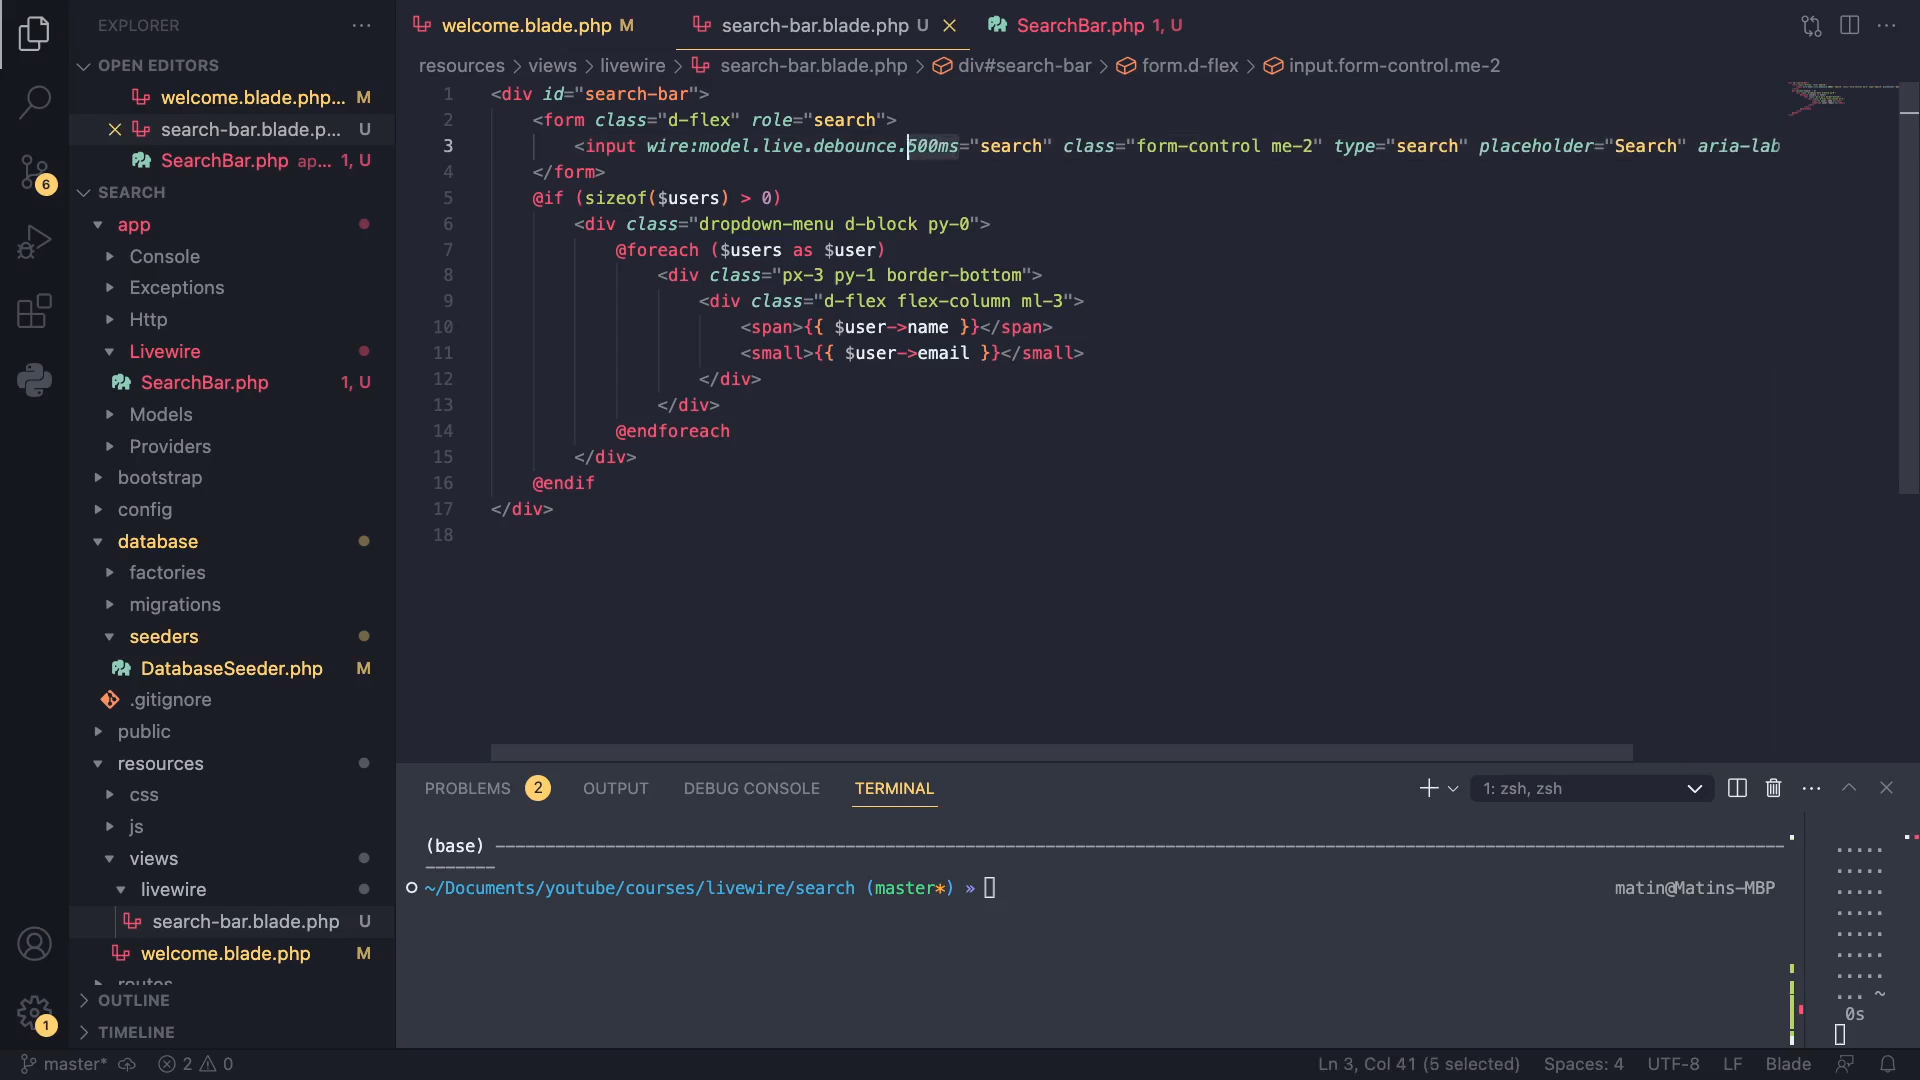 EXPLORER
OPEN EDITORS
welcome.blade.php... M
search-bar.blade.p... U
SearchBar.php ap... 1, U
SEARCH
app
Console
Exceptions
Http
Livewire
SearchBar.php 1, U
Models
Providers
bootstrap
config
database
factories
migrations
seeders
DatabaseSeeder.php M
.gitignore
public
resources
css
js
views
livewire
search-bar.blade.php U
welcome.blade.php M
routes
OUTLINE
TIMELINE
6
1
welcome.blade.php M search-bar.blade.php U SearchBar.php 1, U
resources > views > livewire > search-bar.blade.php > div#search-bar > form.d-flex > input.form-control.me-2
1 <div id="search-bar">
2 <form class="d-flex" role="search">
3 <input wire:model.live.debounce.500ms="search" class="form-control me-2" type="search" placeholder="Search" aria-lab
4 </form>
5 @if (sizeof($users) > 0)
6 <div class="dropdown-menu d-block py-0">
7 @foreach ($users as $user)
8 <div class="px-3 py-1 border-bottom">
9 <div class="d-flex flex-column ml-3">
10 <span>{{ $user->name }}</span>
11 <small>{{ $user->email }}</small>
12 </div>
13 </div>
14 @endforeach
15 </div>
16 @endif
17 </div>
18
PROBLEMS 2 OUTPUT DEBUG CONSOLE TERMINAL 1: zsh, zsh
(base)
~/Documents/youtube/courses/livewire/search (master*) » matin@Matins-MBP
.....
.....
.....
.....
.....
.....
.....
... ~
0s
master* 2 0 Ln 3, Col 41 (5 selected) Spaces: 4 UTF-8 LF Blade